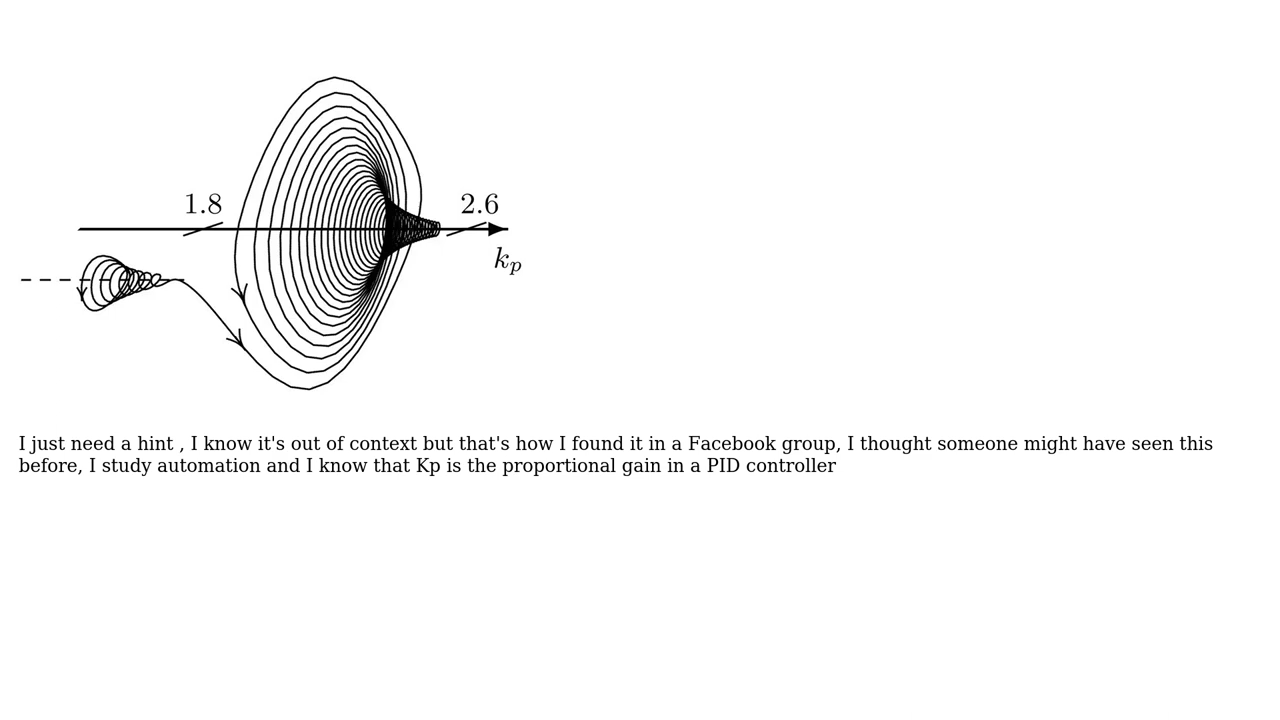 1.8
2.6
kp
I just need a hint , I know it's out of context but that's how I found it in a Facebook group, I thought someone might have seen this
before, I study automation and I know that Kp is the proportional gain in a PID controller